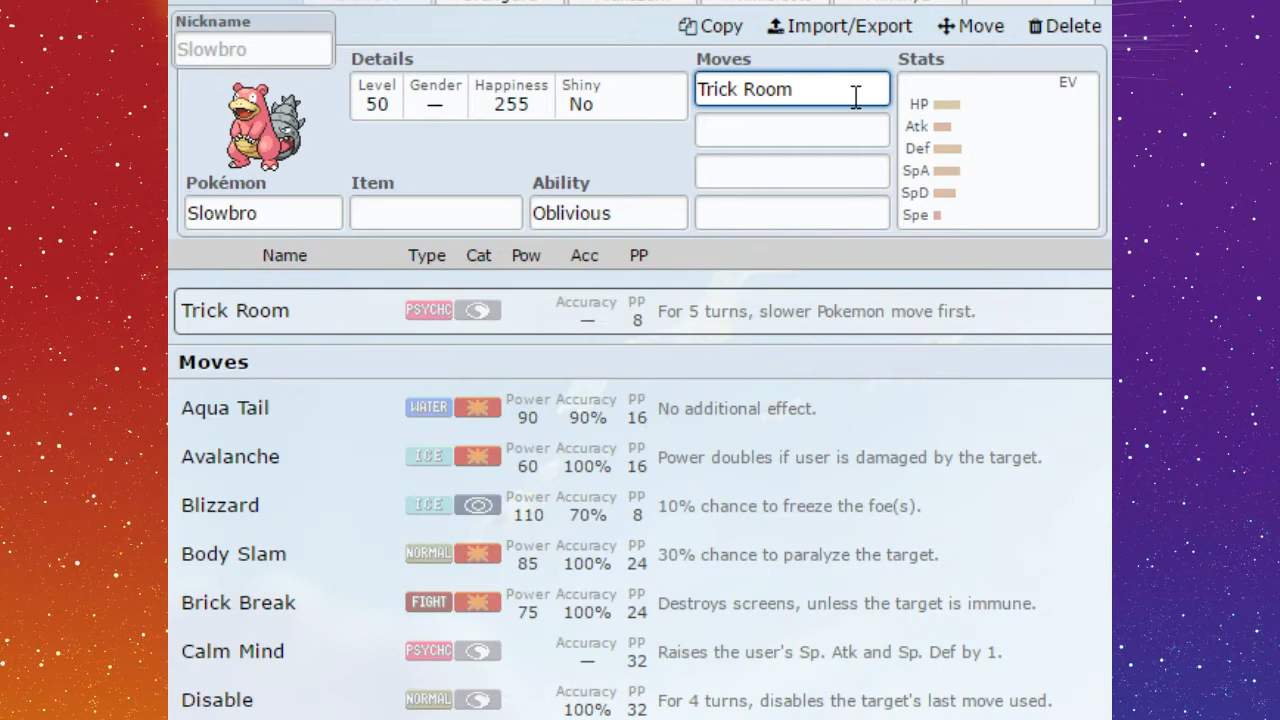 Nickname
Slowbro
Copy Import/Export Move Delete
Details Moves Stats
Level Gender Happiness Shiny
50 — 255 No
Trick Room
EV
HP
Atk
Def
SpA
SpD
Spe
Pokémon Item Ability
Slowbro Oblivious
Name Type Cat Pow Acc PP
Trick Room PSYCHC Accuracy — PP 8 For 5 turns, slower Pokemon move first.
Moves
Aqua Tail WATER Power 90 Accuracy 90% PP 16 No additional effect.
Avalanche ICE Power 60 Accuracy 100% PP 16 Power doubles if user is damaged by the target.
Blizzard ICE Power 110 Accuracy 70% PP 8 10% chance to freeze the foe(s).
Body Slam NORMAL Power 85 Accuracy 100% PP 24 30% chance to paralyze the target.
Brick Break FIGHT Power 75 Accuracy 100% PP 24 Destroys screens, unless the target is immune.
Calm Mind PSYCHC Accuracy — PP 32 Raises the user's Sp. Atk and Sp. Def by 1.
Disable NORMAL Accuracy 100% PP 32 For 4 turns, disables the target's last move used.